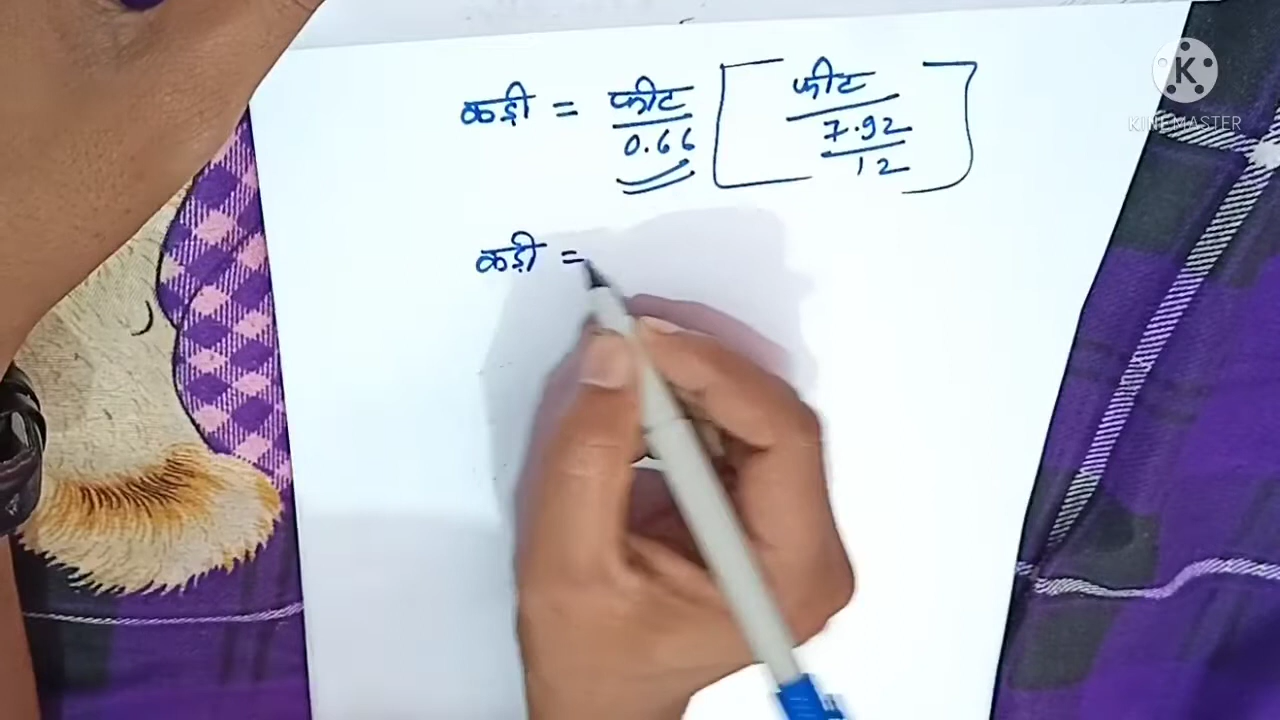 कड़ी = फीट / 0.66 [ फीट / 7.92 / 12 ]
कड़ी =
K
KINEMASTER